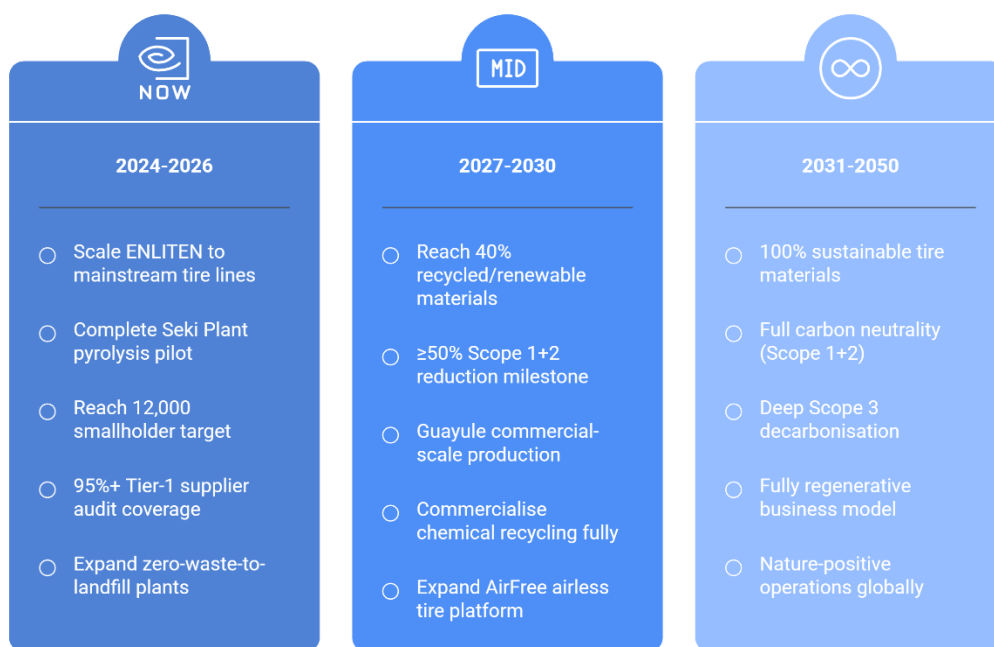 NOW
2024-2026
Scale ENLITEN to
mainstream tire lines
Complete Seki Plant
pyrolysis pilot
Reach 12,000
smallholder target
95%+ Tier-1 supplier
audit coverage
Expand zero-waste-to-
landfill plants
MID
2027-2030
Reach 40%
recycled/renewable
materials
≥50% Scope 1+2
reduction milestone
Guayule commercial-
scale production
Commercialise
chemical recycling fully
Expand AirFree airless
tire platform
2031-2050
100% sustainable tire
materials
Full carbon neutrality
(Scope 1+2)
Deep Scope 3
decarbonisation
Fully regenerative
business model
Nature-positive
operations globally